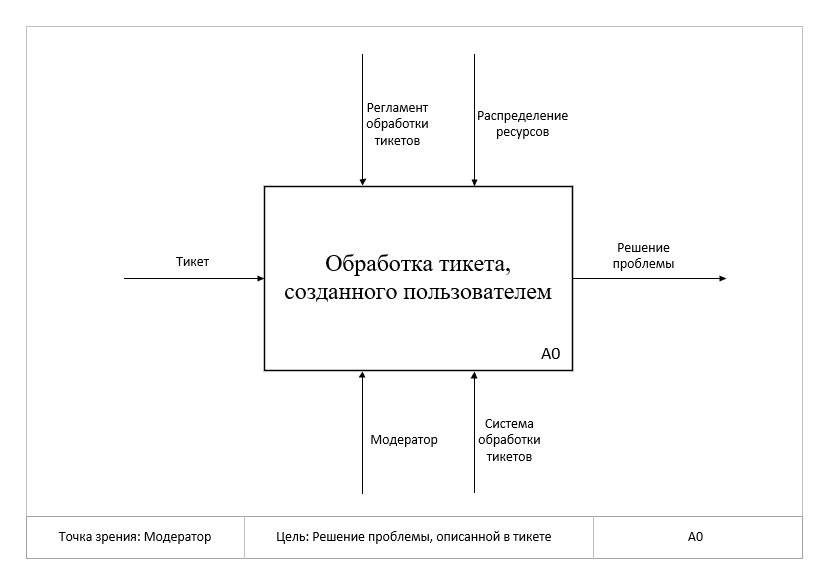 Регламент
обработки
тикетов
Распределение
ресурсов
Тикет
Обработка тикета,
созданного пользователем
A0
Решение
проблемы
Модератор
Система
обработки
тикетов
Точка зрения: Модератор
Цель: Решение проблемы, описанной в тикете
A0